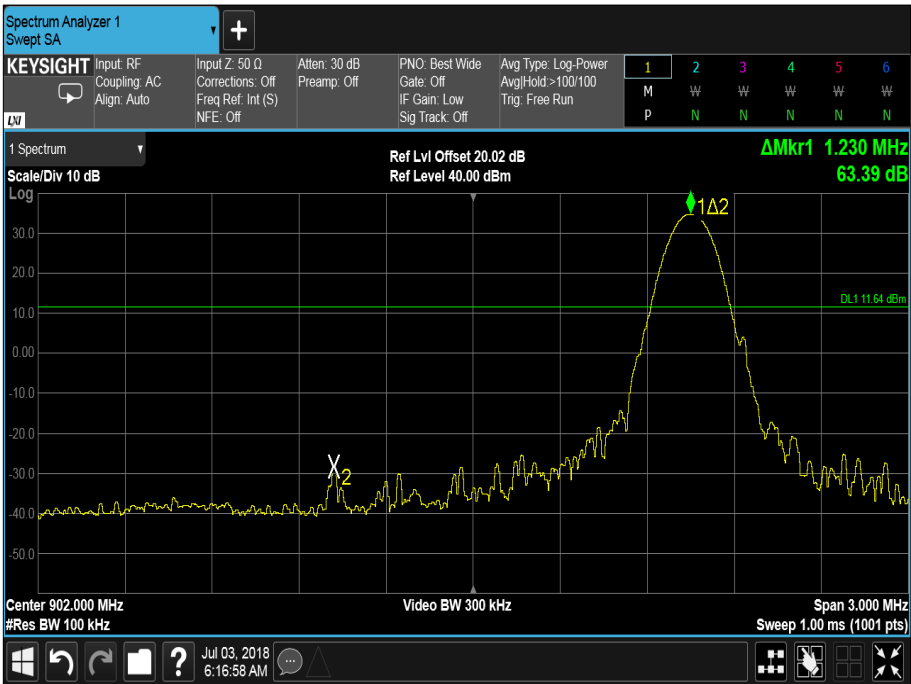 Spectrum Analyzer 1
Swept SA
+
KEYSIGHT
LXI
Input: RF
Coupling: AC
Align: Auto
Input Z: 50 Ω
Corrections: Off
Freq Ref: Int (S)
NFE: Off
Atten: 30 dB
Preamp: Off
PNO: Best Wide
Gate: Off
IF Gain: Low
Sig Track: Off
Avg Type: Log-Power
Avg|Hold:>100/100
Trig: Free Run
1 2 3 4 5 6
M W W W W W
P N N N N N
1 Spectrum
Scale/Div 10 dB
Log
Ref Lvl Offset 20.02 dB
Ref Level 40.00 dBm
ΔMkr1 1.230 MHz
63.39 dB
1Δ2
30.0
20.0
DL1 11.64 dBm
10.0
0.00
-10.0
-20.0
-30.0
X2
-40.0
-50.0
Center 902.000 MHz
#Res BW 100 kHz
Video BW 300 kHz
Span 3.000 MHz
Sweep 1.00 ms (1001 pts)
?
Jul 03, 2018
6:16:58 AM